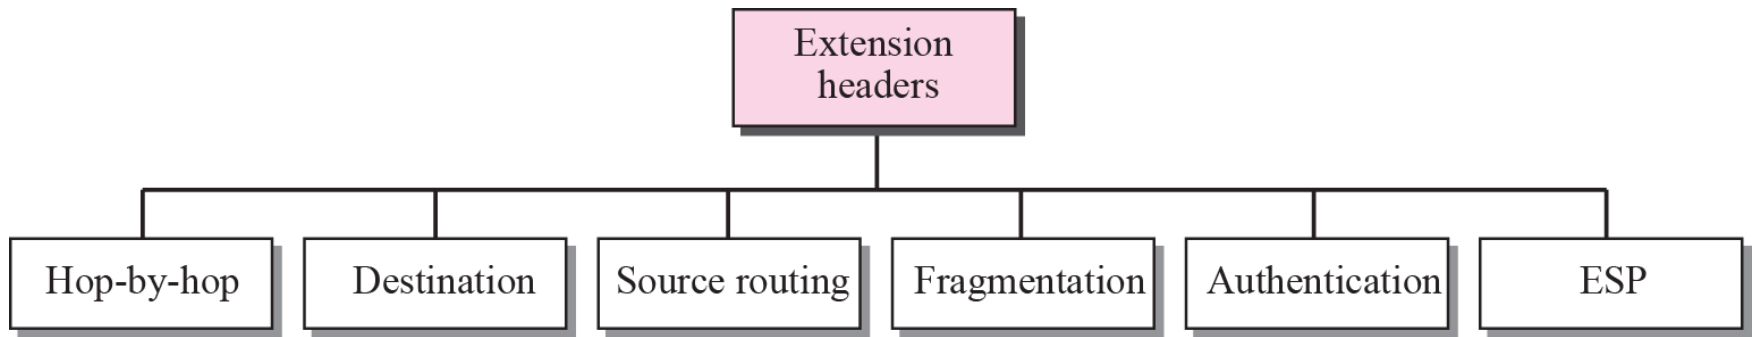 Extension
headers
Hop-by-hop
Destination
Source routing
Fragmentation
Authentication
ESP